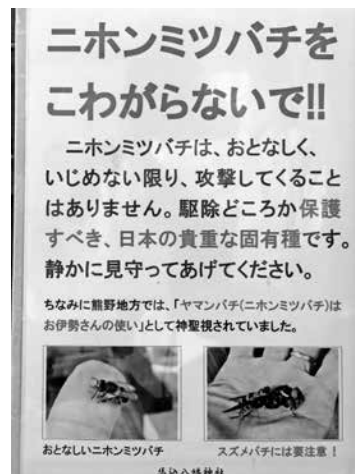 ニホンミツバチを
こわがらないで!!
ニホンミツバチは、おとなしく、
いじめない限り、攻撃してくること
はありません。駆除どころか保護
すべき、日本の貴重な固有種です。
静かに見守ってあげてください。
ちなみに熊野地方では、「ヤマンバチ(ニホンミツバチ)は
お伊勢さんの使い」として神聖視されていました。
おとなしいニホンミツバチ
スズメバチには要注意！